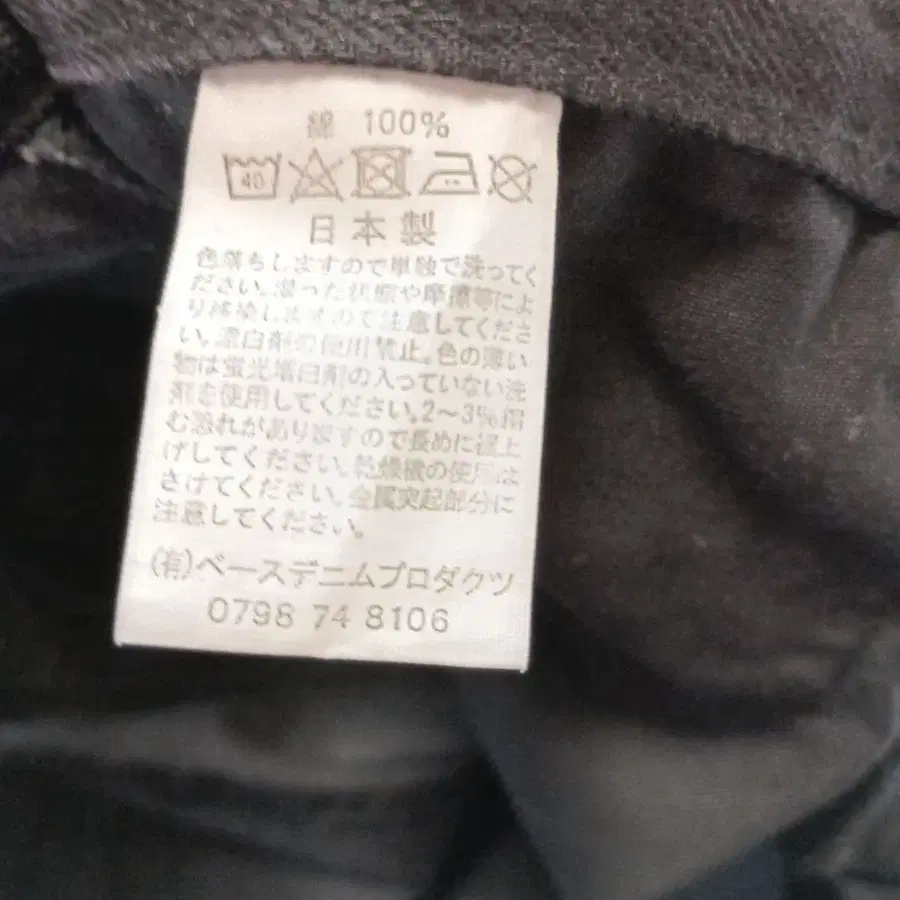 綿 100%
40
日本製
色落ちしますので単独で洗ってく
ださい。湿った状態や摩擦等によ
り移染しますので注意してくださ
い。漂白剤の使用禁止。色の薄い
物は蛍光増白剤の入っていない洗
剤を使用してください。2～3%縮
む恐れがありますので長めに裾上
げしてください。乾燥機の使用は
さけてください。金属突起部分に
注意してください。
(有)ベースデニムプロダクツ
0798 74 8106